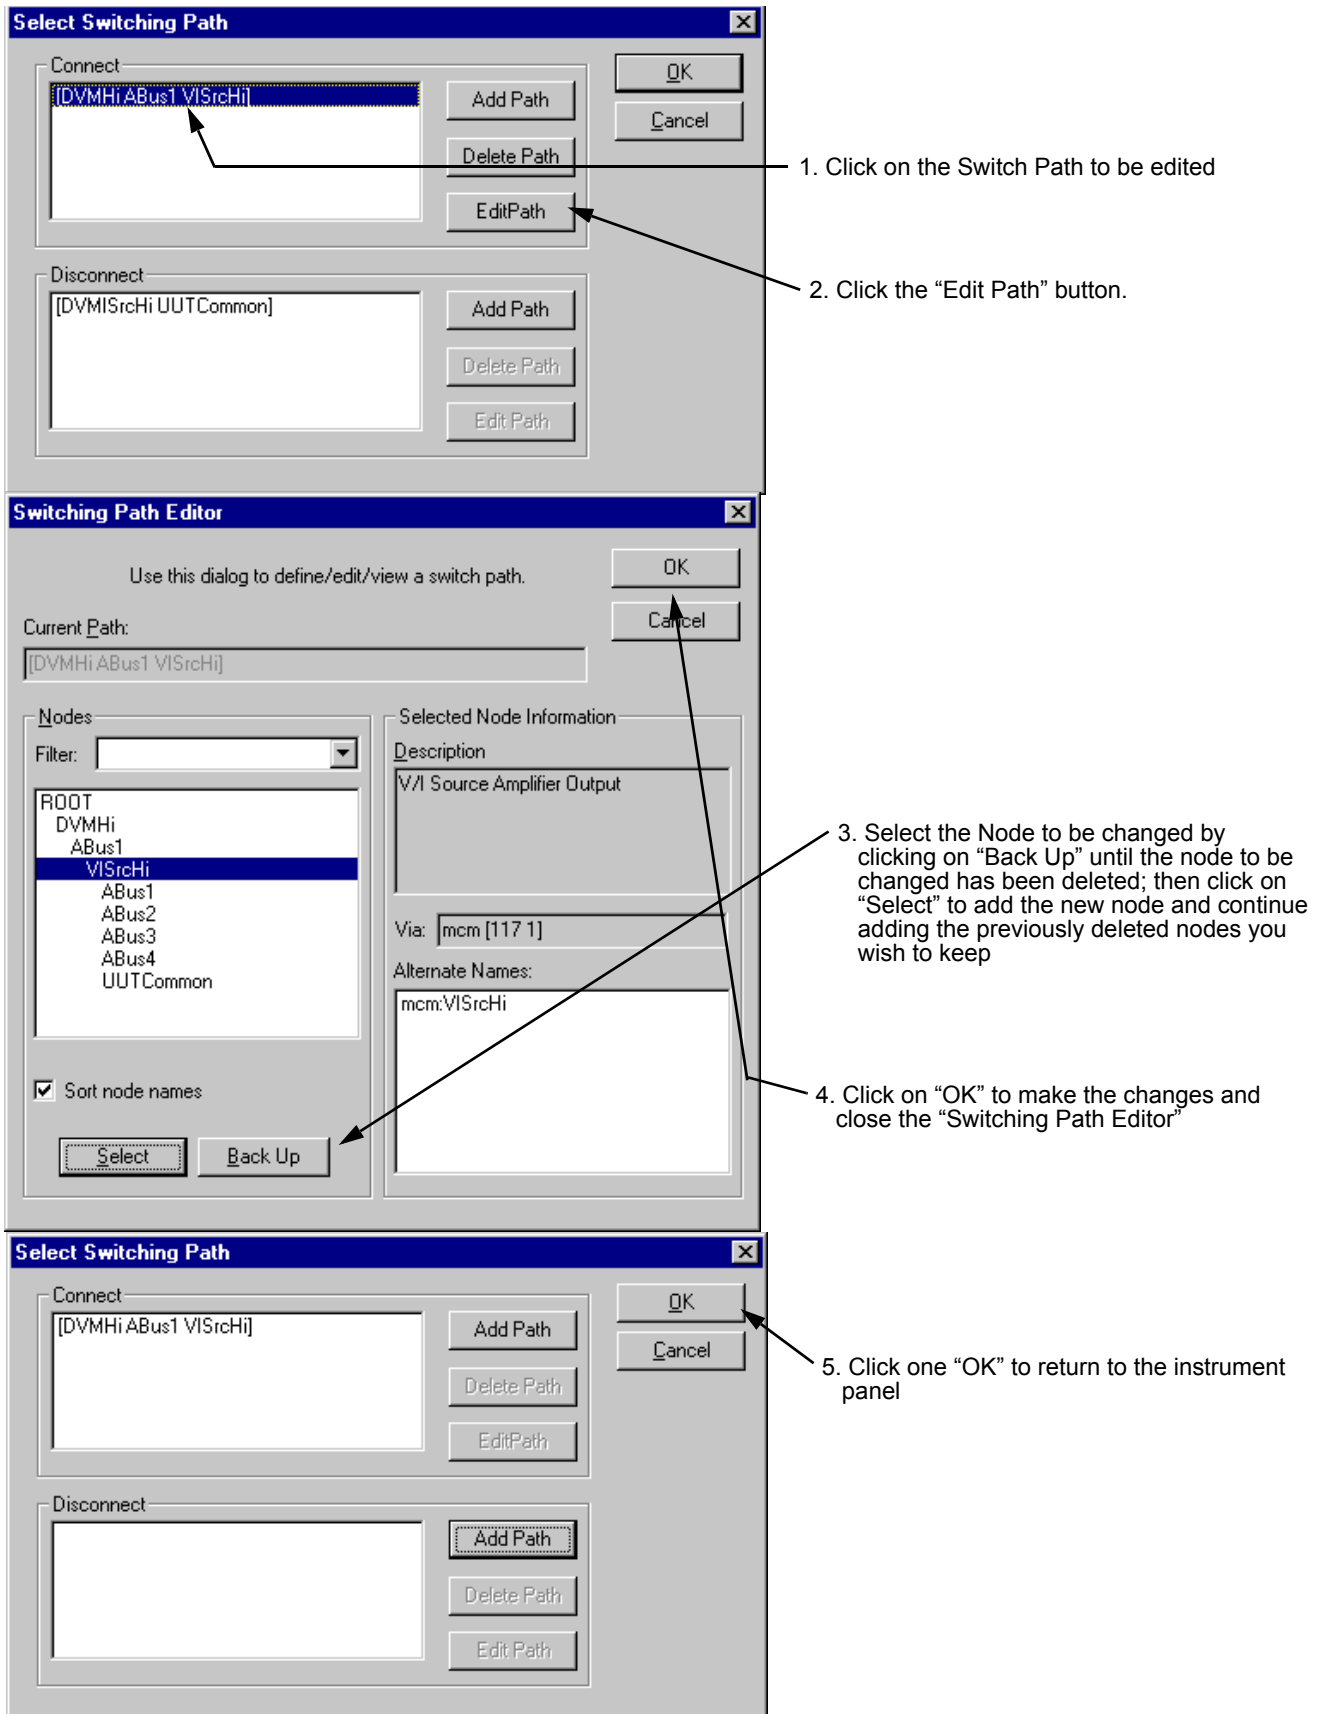 Select Switching Path
Connect
[DVMHi ABus1 VISrcHi]
Add Path
Delete Path
EditPath
OK
Cancel
1. Click on the Switch Path to be edited
2. Click the “Edit Path” button.
Disconnect
[DVMISrcHi UUTCommon]
Add Path
Delete Path
Edit Path
Switching Path Editor
Use this dialog to define/edit/view a switch path.
OK
Cancel
Current Path:
[DVMHi ABus1 VISrcHi]
Nodes
Filter:
ROOT
DVMHi
ABus1
VISrcHi
ABus1
ABus2
ABus3
ABus4
UUTCommon
Sort node names
Select
Back Up
Selected Node Information
Description
V/I Source Amplifier Output
Via: mcm [117 1]
Alternate Names:
mcm:VISrcHi
3. Select the Node to be changed by
clicking on “Back Up” until the node to be
changed has been deleted; then click on
“Select” to add the new node and continue
adding the previously deleted nodes you
wish to keep
4. Click on “OK” to make the changes and
close the “Switching Path Editor”
Select Switching Path
Connect
[DVMHi ABus1 VISrcHi]
Add Path
Delete Path
EditPath
OK
Cancel
5. Click one “OK” to return to the instrument
panel
Disconnect
Add Path
Delete Path
Edit Path